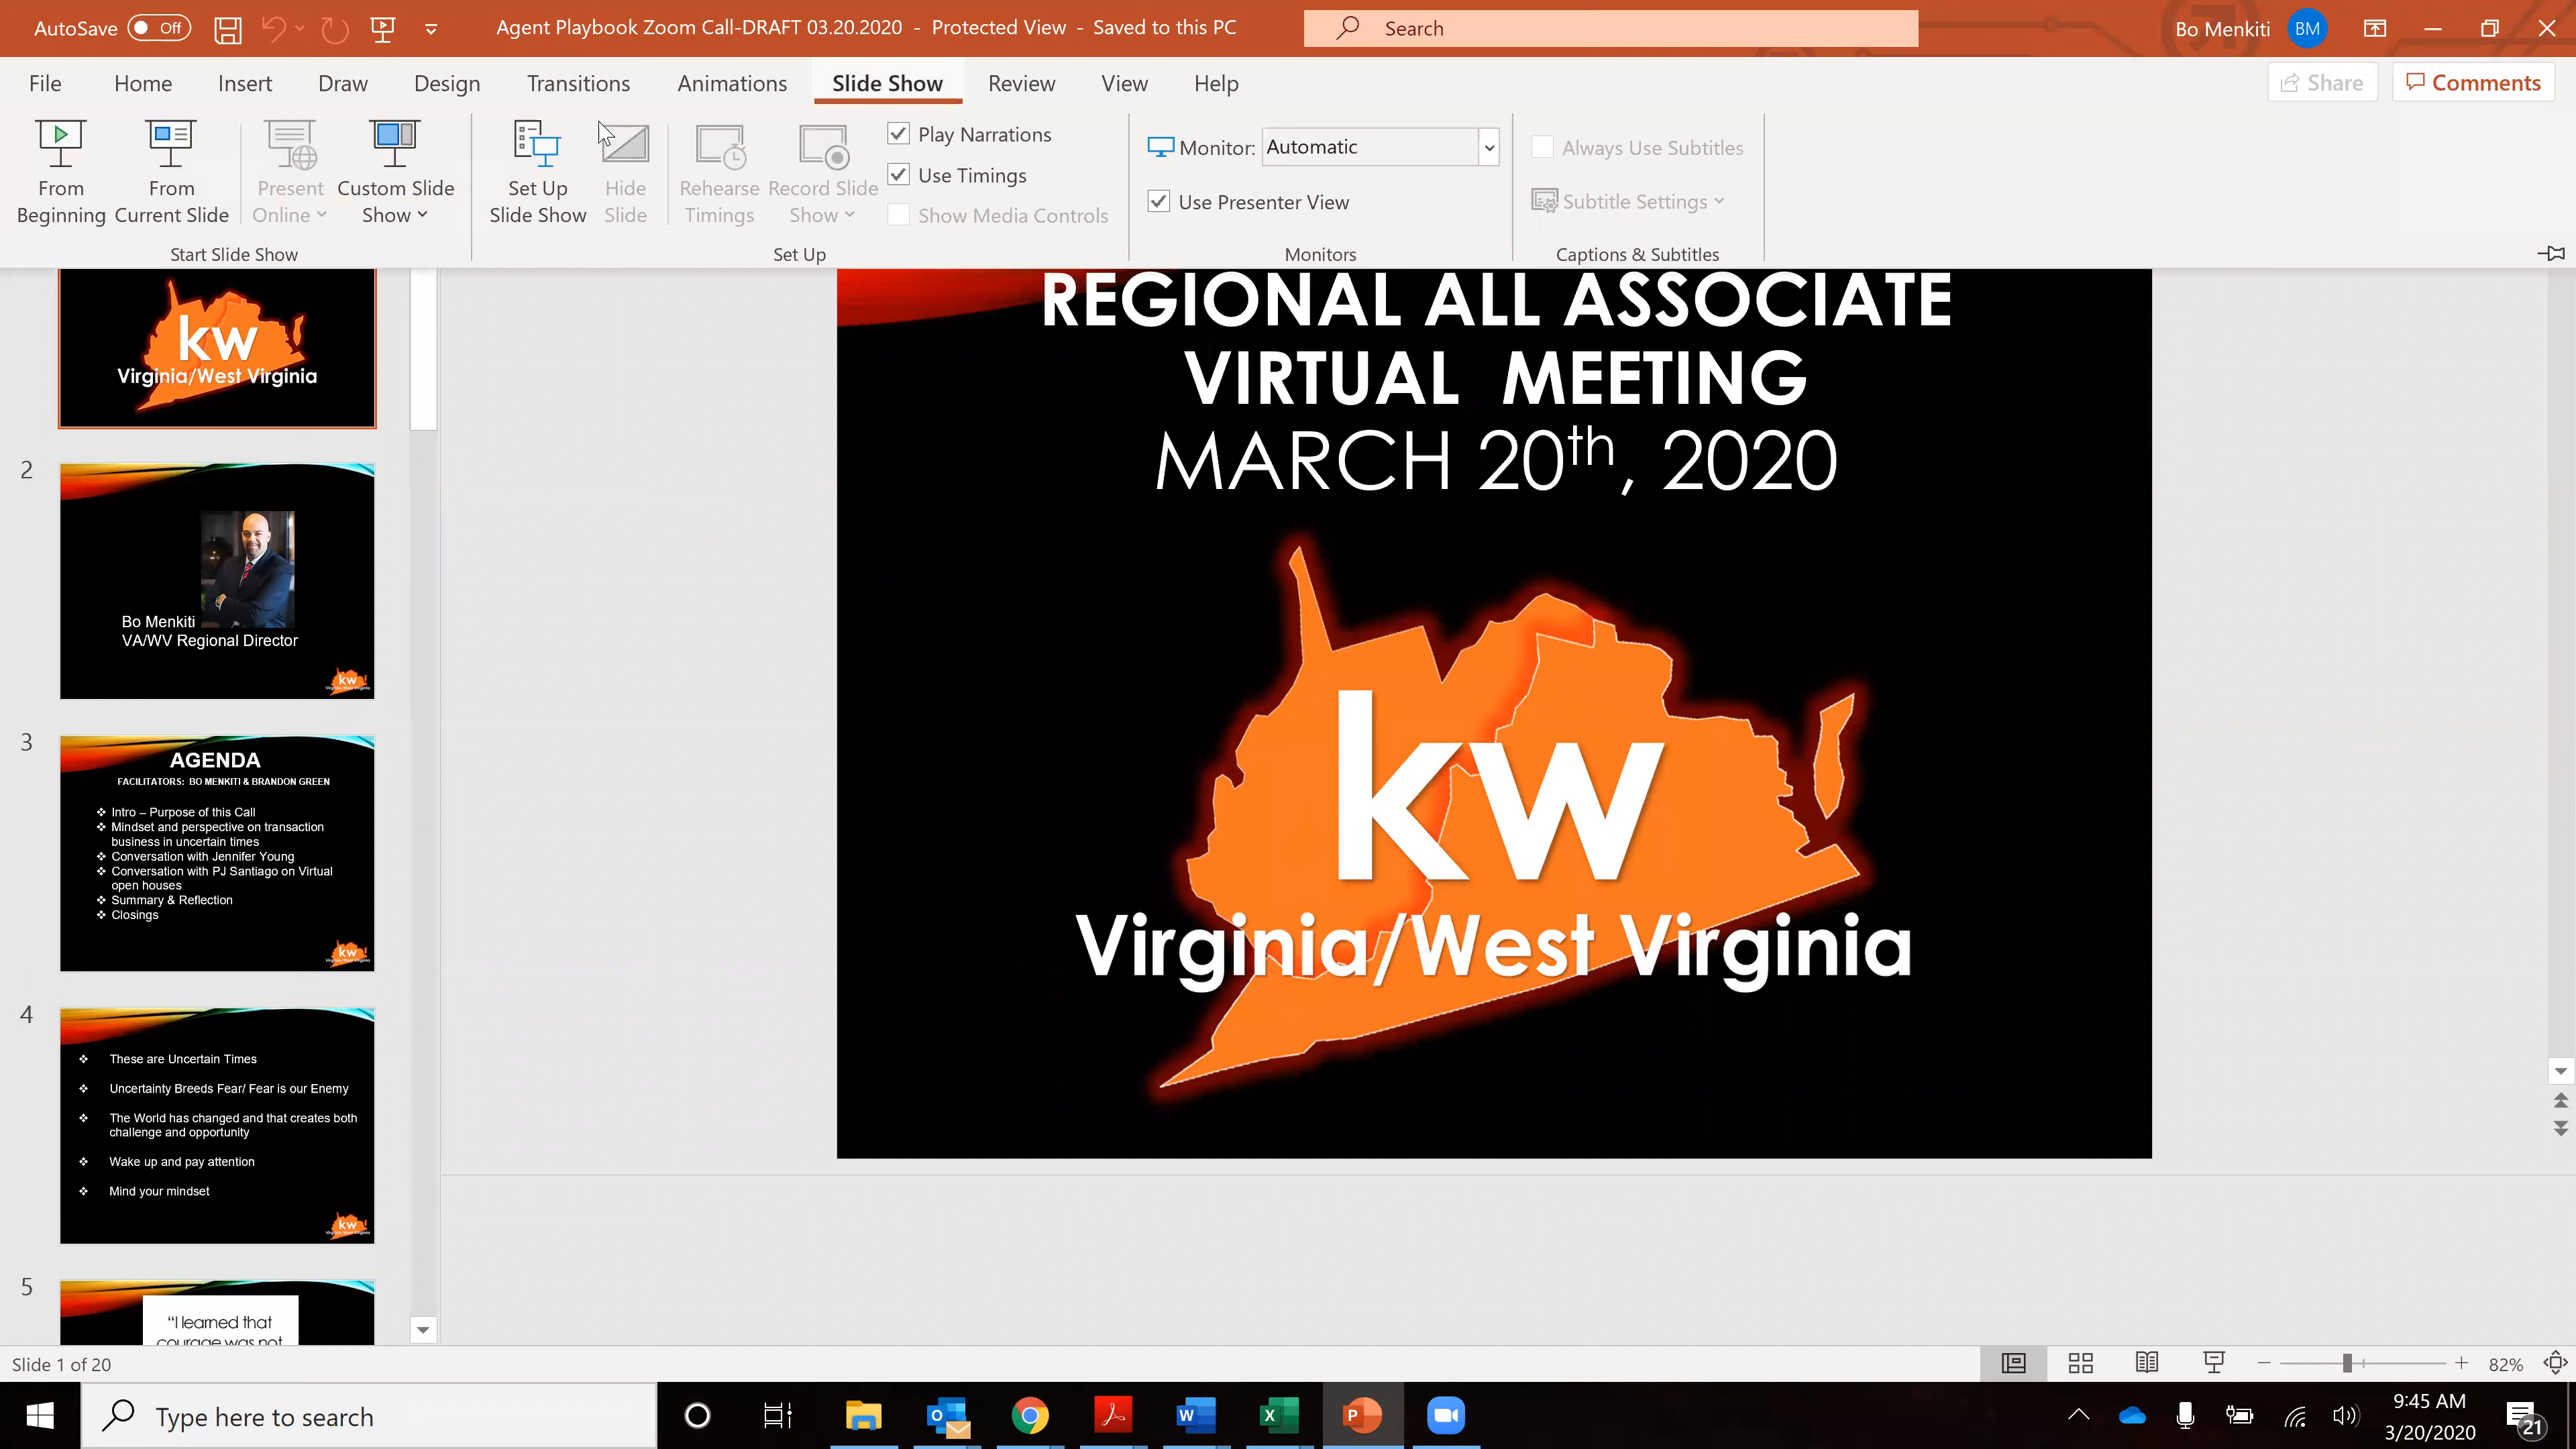 AutoSave Off
Agent Playbook Zoom Call-DRAFT 03.20.2020 - Protected View - Saved to this PC
Search
Bo Menkiti BM
File Home Insert Draw Design Transitions Animations Slide Show Review View Help
Share Comments
From Beginning
From Current Slide
Present Online
Custom Slide Show
Start Slide Show
Set Up Slide Show
Hide Slide
Rehearse Timings
Record Slide Show
Play Narrations
Use Timings
Show Media Controls
Set Up
Monitor: Automatic
Use Presenter View
Monitors
Always Use Subtitles
Subtitle Settings
Captions & Subtitles
kw
Virginia/West Virginia
2
Bo Menkiti
VA/WV Regional Director
kw
3
AGENDA
FACILITATORS: BO MENKITI & BRANDON GREEN
❖ Intro – Purpose of this Call
❖ Mindset and perspective on transaction
business in uncertain times
❖ Conversation with Jennifer Young
❖ Conversation with PJ Santiago on Virtual
open houses
❖ Summary & Reflection
❖ Closings
kw
4
❖ These are Uncertain Times
❖ Uncertainty Breeds Fear/ Fear is our Enemy
❖ The World has changed and that creates both
challenge and opportunity
❖ Wake up and pay attention
❖ Mind your mindset
kw
5
“I learned that
courage was not
REGIONAL ALL ASSOCIATE
VIRTUAL MEETING
MARCH 20th, 2020
kw
Virginia/West Virginia
Slide 1 of 20
82%
Type here to search
9:45 AM
3/20/2020
21